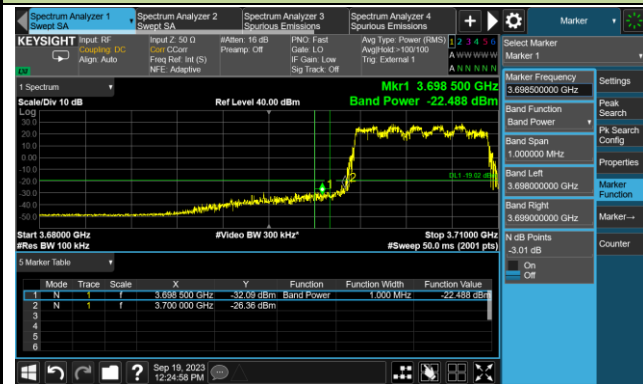 Spectrum Analyzer 1
Swept SA
Spectrum Analyzer 2
Swept SA
Spectrum Analyzer 3
Spurious Emissions
Spectrum Analyzer 4
Spurious Emissions
Marker
KEYSIGHT
Input: RF
Coupling: DC
Align: Auto
Input Z: 50 Ω
Corr CCorr
Freq Ref: Int (S)
NFE: Adaptive
#Atten: 16 dB
Preamp: Off
PNO: Fast
Gate: LO
IF Gain: Low
Sig Track: Off
Avg Type: Power (RMS)
Avg|Hold:>100/100
Trig: External 1
1 2 3 4 5 6
A W W W W W
A N N N N N
LXI
1 Spectrum
Scale/Div 10 dB
Ref Level 40.00 dBm
Mkr1 3.698 500 GHz
Band Power -22.488 dBm
Log
30.0
20.0
10.0
0.00
-10.0
-20.0
-30.0
-40.0
-50.0
1
2
DL1 -19.02 dBm
Start 3.68000 GHz
#Video BW 300 kHz*
Stop 3.71000 GHz
#Res BW 100 kHz
#Sweep 50.0 ms (2001 pts)
5 Marker Table
Mode Trace Scale X Y Function Function Width Function Value
1 N 1 f 3.698 500 GHz -32.09 dBm Band Power 1.000 MHz -22.488 dBm
2 N 1 f 3.700 000 GHz -26.36 dBm
3
4
5
6
Select Marker
Marker 1
Marker Frequency
3.698500000 GHz
Band Function
Band Power
Band Span
1.000000 MHz
Band Left
3.698000000 GHz
Band Right
3.699000000 GHz
N dB Points
-3.01 dB
On
Off
Settings
Peak
Search
Pk Search
Config
Properties
Marker
Function
Marker→
Counter
Sep 19, 2023
12:24:58 PM